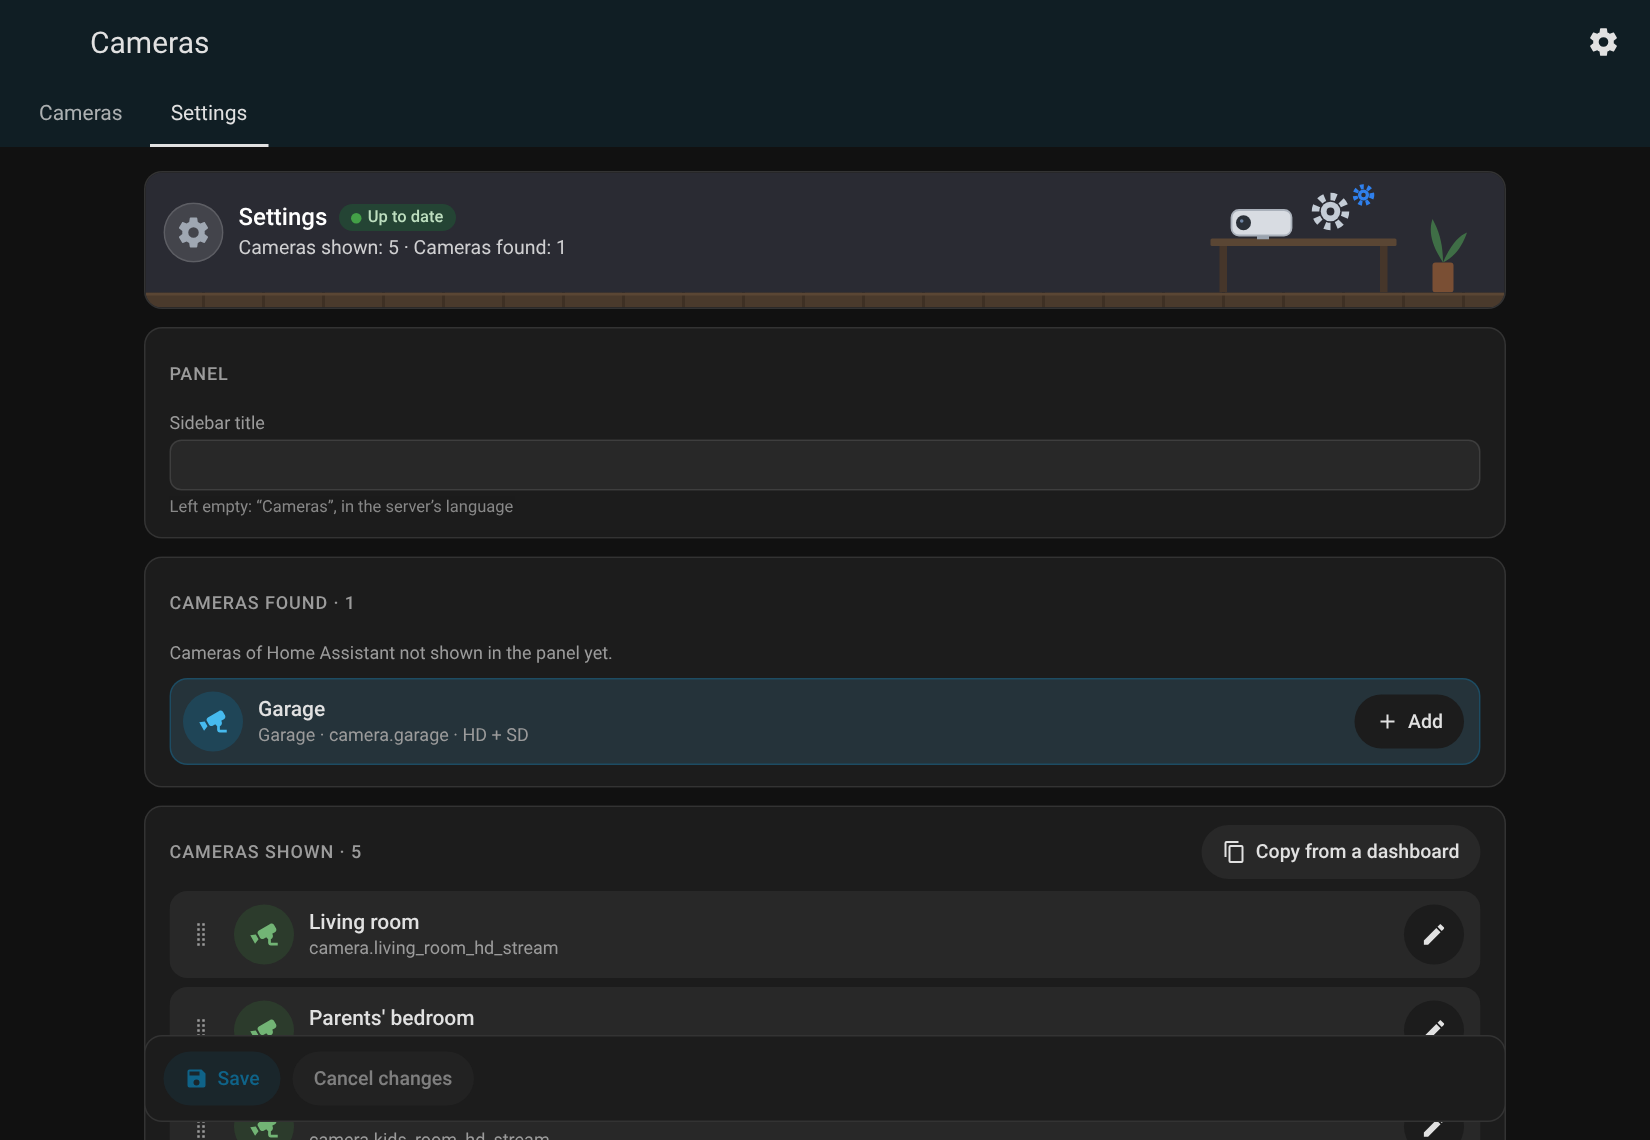 Cameras
Cameras
Settings
Settings
Up to date
Cameras shown: 5 · Cameras found: 1
PANEL
Sidebar title
Left empty: “Cameras”, in the server’s language
CAMERAS FOUND · 1
Cameras of Home Assistant not shown in the panel yet.
Garage
Garage · camera.garage · HD + SD
Add
CAMERAS SHOWN · 5
Copy from a dashboard
Living room
camera.living_room_hd_stream
Parents' bedroom
Save
Cancel changes
camera.kids_room_hd_stream